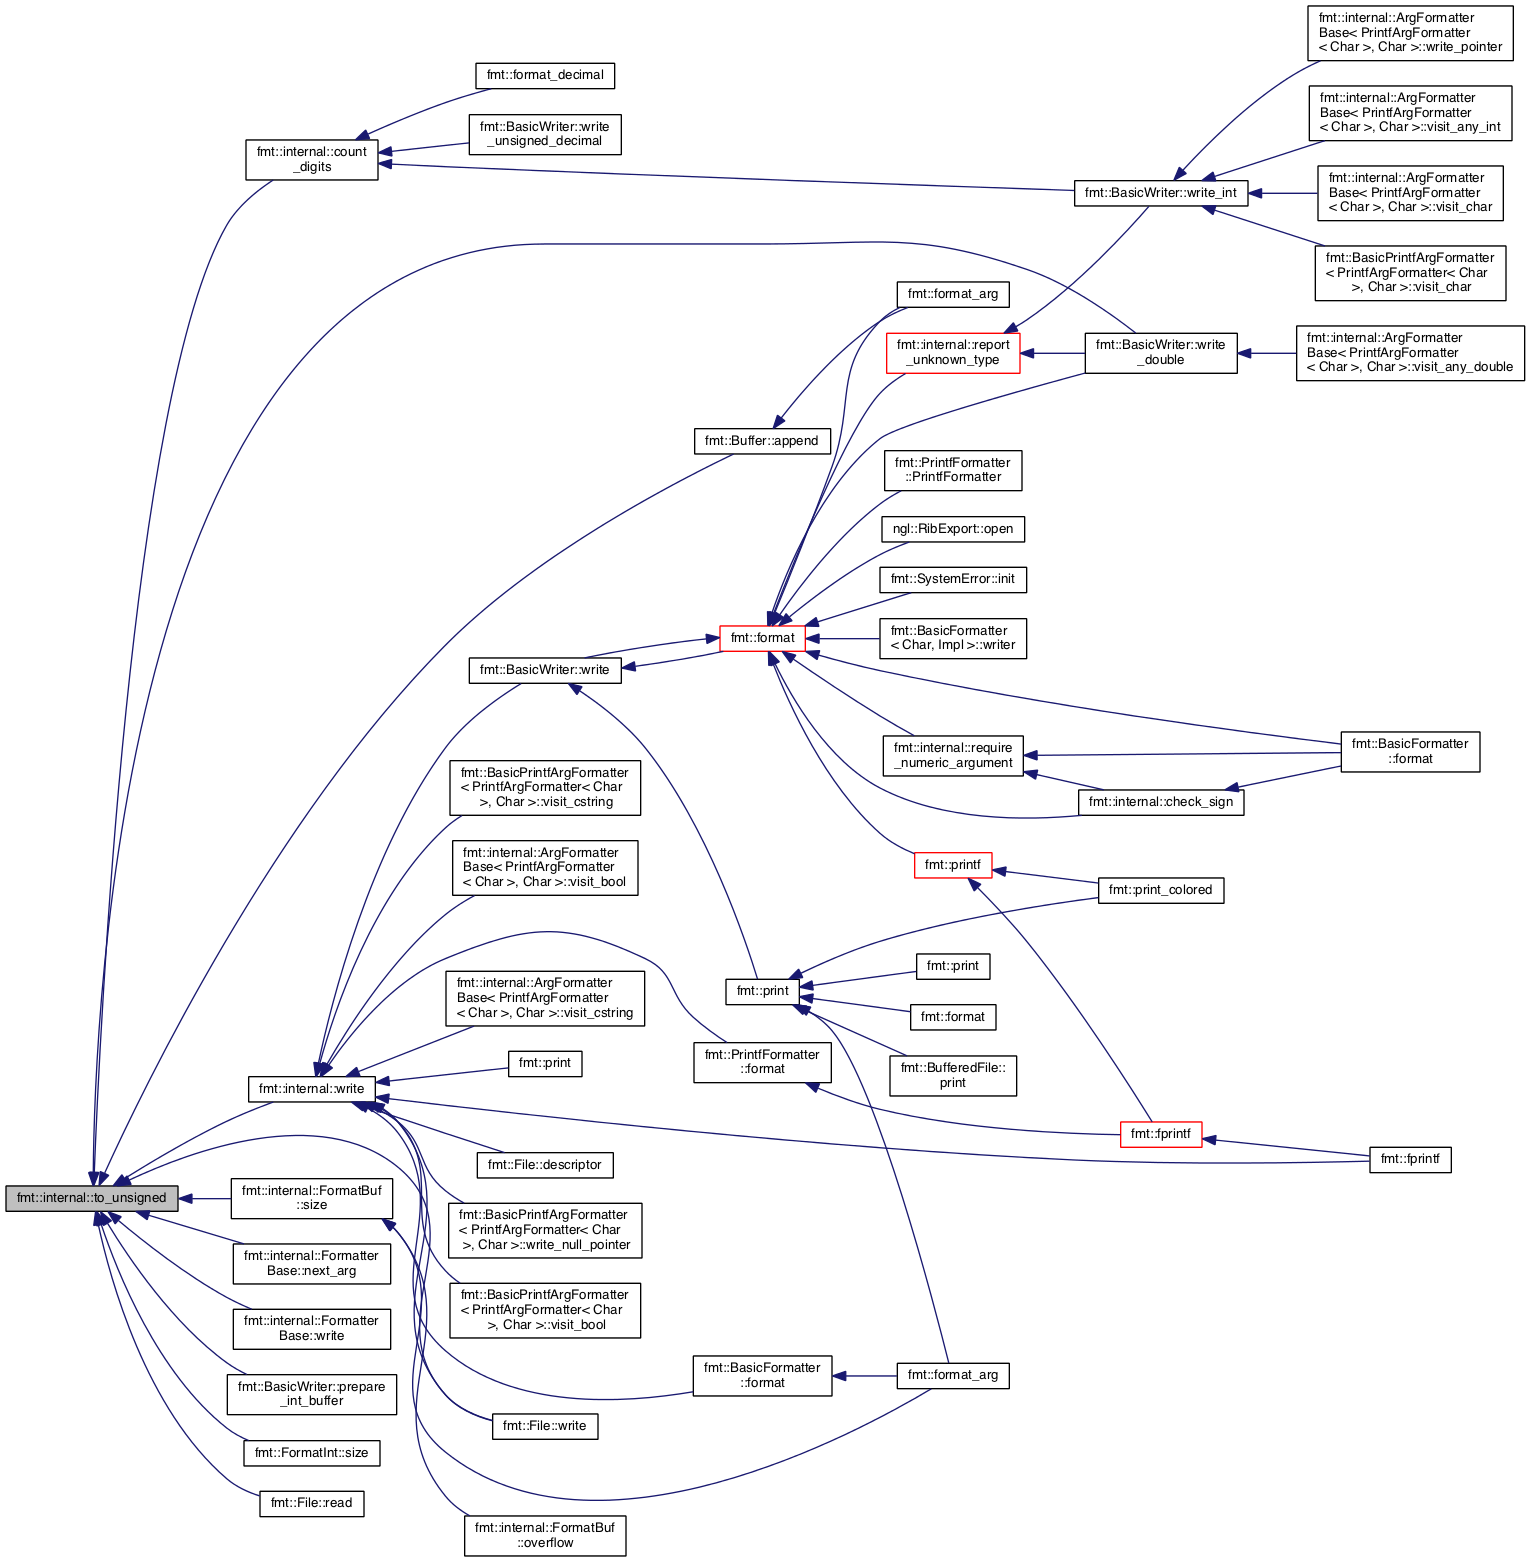 fmt::internal::ArgFormatter
Base< PrintfArgFormatter
< Char >, Char >::write_pointer
fmt::format_decimal
fmt::internal::ArgFormatter
Base< PrintfArgFormatter
< Char >, Char >::visit_any_int
fmt::BasicWriter::write
_unsigned_decimal
fmt::internal::count
_digits
fmt::BasicWriter::write_int
fmt::internal::ArgFormatter
Base< PrintfArgFormatter
< Char >, Char >::visit_char
fmt::BasicPrintfArgFormatter
< PrintfArgFormatter< Char
>, Char >::visit_char
fmt::format_arg
fmt::internal::report
_unknown_type
fmt::BasicWriter::write
_double
fmt::internal::ArgFormatter
Base< PrintfArgFormatter
< Char >, Char >::visit_any_double
fmt::Buffer::append
fmt::PrintfFormatter
::PrintfFormatter
ngl::RibExport::open
fmt::SystemError::init
fmt::format
fmt::BasicFormatter
< Char, Impl >::writer
fmt::BasicWriter::write
fmt::internal::require
_numeric_argument
fmt::BasicFormatter
::format
fmt::BasicPrintfArgFormatter
< PrintfArgFormatter< Char
>, Char >::visit_cstring
fmt::internal::check_sign
fmt::internal::ArgFormatter
Base< PrintfArgFormatter
< Char >, Char >::visit_bool
fmt::printf
fmt::print_colored
fmt::internal::ArgFormatter
Base< PrintfArgFormatter
< Char >, Char >::visit_cstring
fmt::print
fmt::print
fmt::format
fmt::print
fmt::PrintfFormatter
::format
fmt::BufferedFile::
print
fmt::internal::write
fmt::fprintf
fmt::fprintf
fmt::File::descriptor
fmt::internal::to_unsigned
fmt::internal::FormatBuf
::size
fmt::BasicPrintfArgFormatter
< PrintfArgFormatter< Char
>, Char >::write_null_pointer
fmt::internal::Formatter
Base::next_arg
fmt::BasicPrintfArgFormatter
< PrintfArgFormatter< Char
>, Char >::visit_bool
fmt::internal::Formatter
Base::write
fmt::BasicFormatter
::format
fmt::format_arg
fmt::BasicWriter::prepare
_int_buffer
fmt::File::write
fmt::FormatInt::size
fmt::File::read
fmt::internal::FormatBuf
::overflow